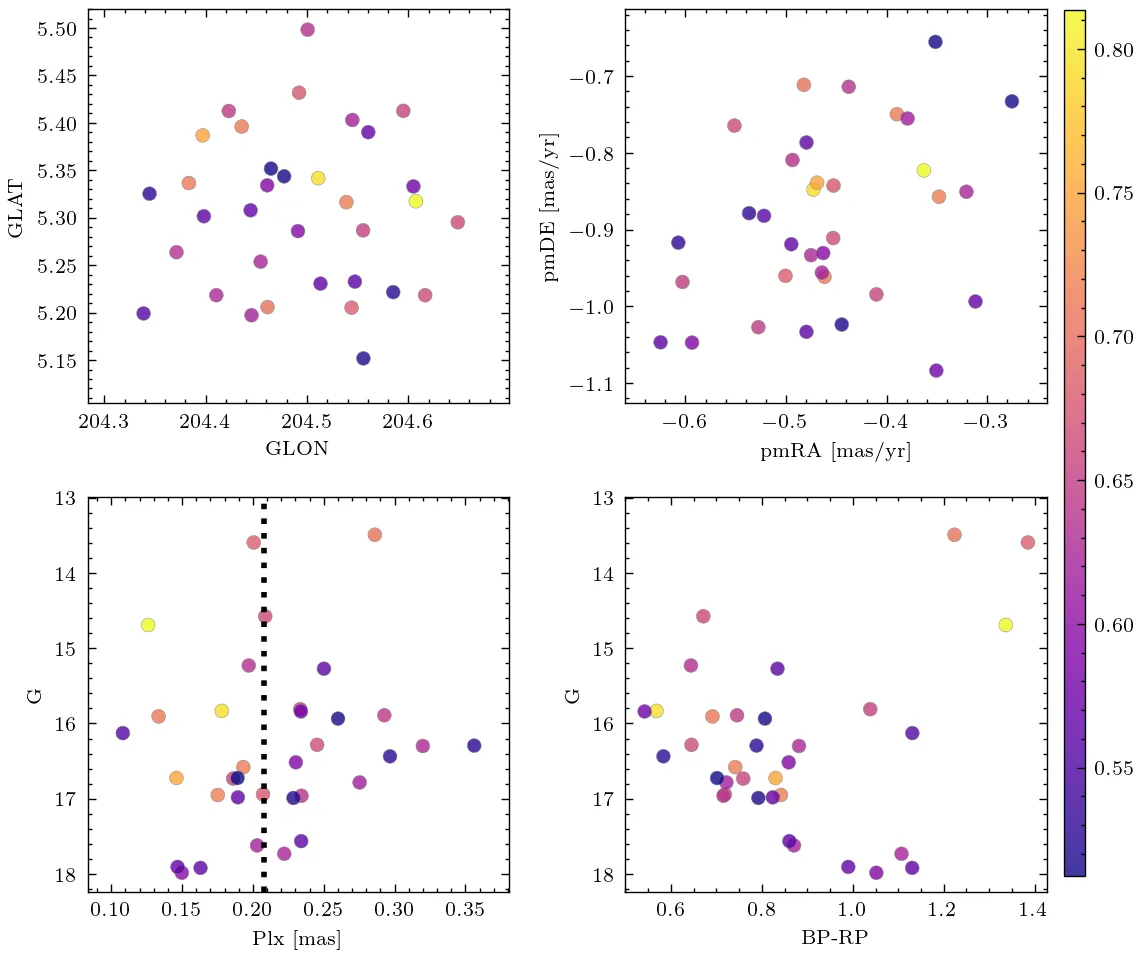 5.50
5.45
5.40
5.35
5.30
5.25
5.20
5.15
GLAT
204.3 204.4 204.5 204.6
GLON
−0.7
−0.8
−0.9
−1.0
−1.1
pmDE [mas/yr]
−0.6 −0.5 −0.4 −0.3
pmRA [mas/yr]
13
14
15
16
17
18
G
0.10 0.15 0.20 0.25 0.30 0.35
Plx [mas]
13
14
15
16
17
18
G
0.6 0.8 1.0 1.2 1.4
BP-RP
0.80
0.75
0.70
0.65
0.60
0.55